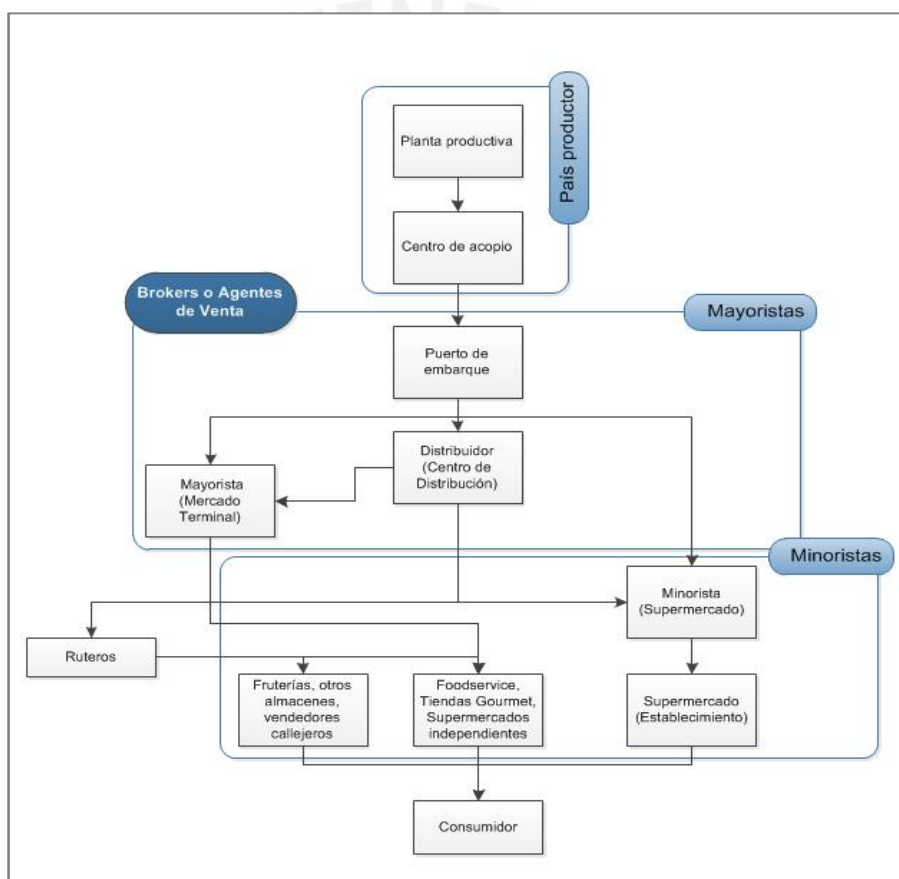 Planta productiva
País productor
Centro de acopio
Brokers o Agentes
de Venta
Mayoristas
Puerto de
embarque
Distribuidor
(Centro de
Distribución)
Mayorista
(Mercado
Terminal)
Minoristas
Minorista
(Supermercado)
Ruteros
Fruterías, otros
almacenes,
vendedores
callejeros
Foodservice,
Tiendas Gourmet,
Supermercados
independientes
Supermercado
(Establecimiento)
Consumidor